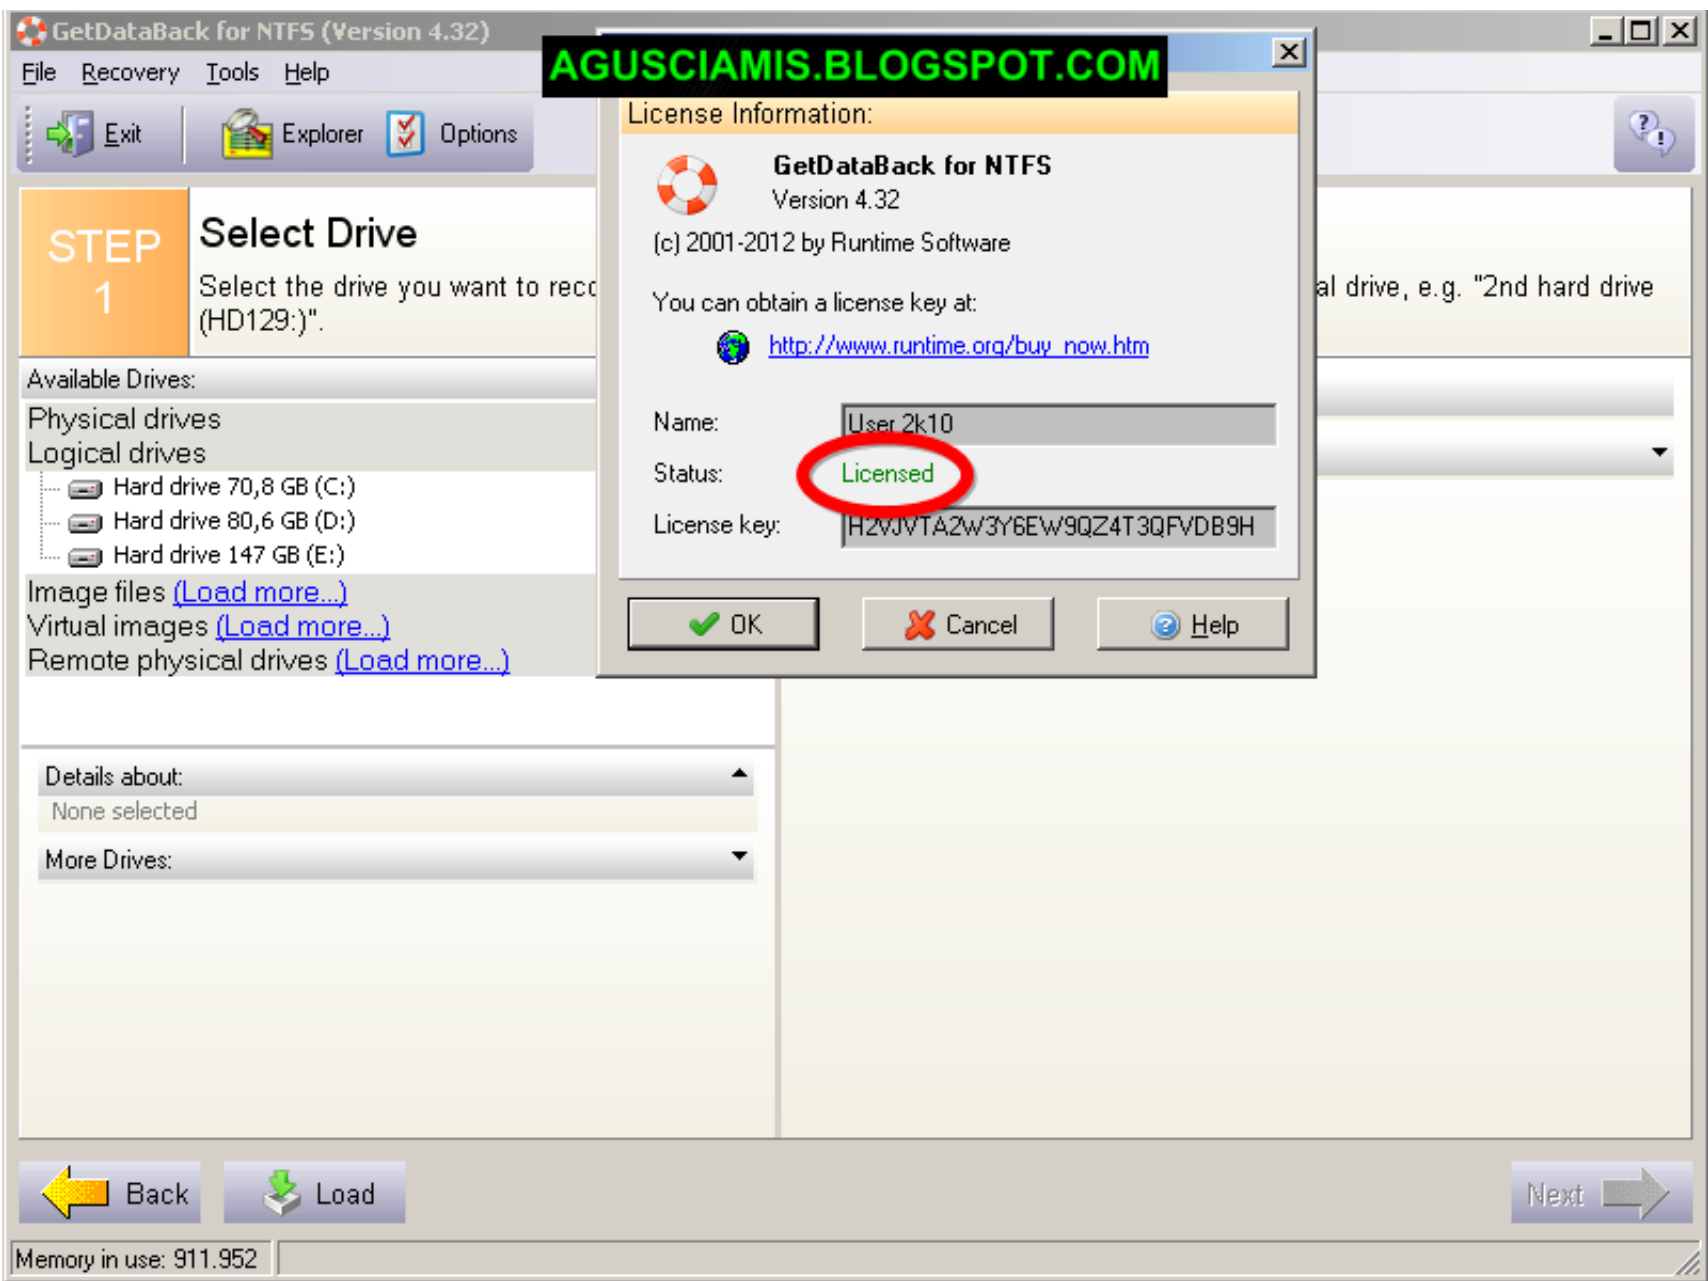 GetDataBack for NTFS (Version 4.32)
AGUSCIAMIS.BLOGSPOT.COM
File Recovery Tools Help
Exit Explorer Options
License Information:
GetDataBack for NTFS
Version 4.32
(c) 2001-2012 by Runtime Software
You can obtain a license key at:
http://www.runtime.org/buy_now.htm
Name: User 2k10
Status: Licensed
License key: H2VJVTA2W3Y6EW9QZ4T3QFVDB9H
OK Cancel Help
STEP
1
Select Drive
Select the drive you want to reco al drive, e.g. "2nd hard drive
(HD129:)".
Available Drives:
Physical drives
Logical drives
Hard drive 70,8 GB (C:)
Hard drive 80,6 GB (D:)
Hard drive 147 GB (E:)
Image files (Load more...)
Virtual images (Load more...)
Remote physical drives (Load more...)
Details about:
None selected
More Drives:
Back Load Next
Memory in use: 911.952